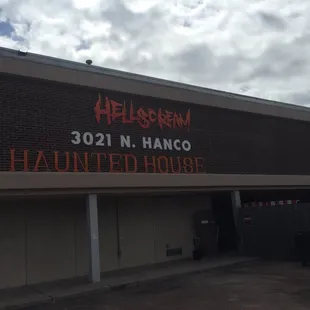 HELLSCREAM
3021 N. HANCO
HAUNTED HOUSE